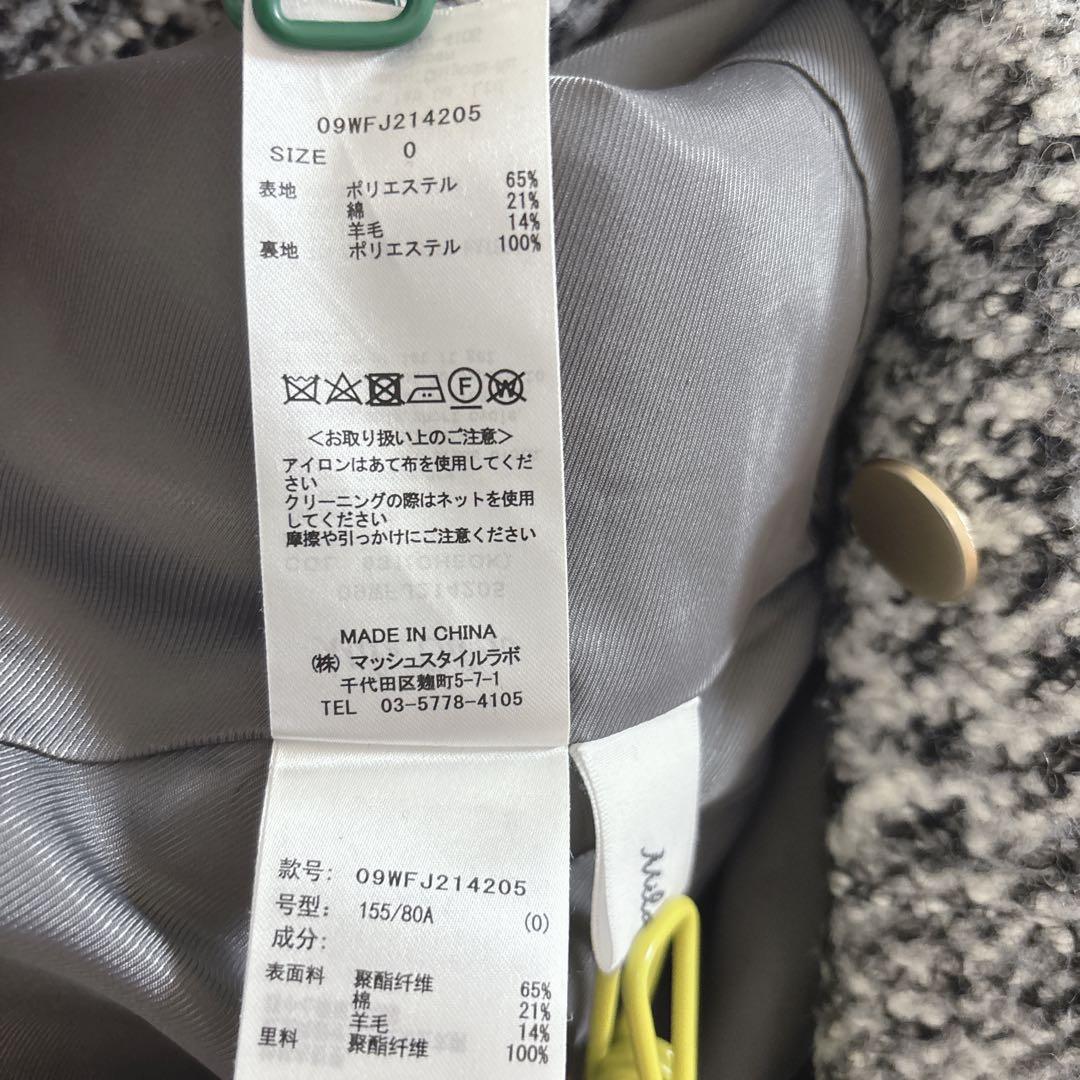 09WFJ214205
SIZE 0
表地 ポリエステル 65%
綿 21%
羊毛 14%
裏地 ポリエステル 100%
F
W
<お取り扱い上のご注意>
アイロンはあて布を使用してくだ
さい
クリーニングの際はネットを使用
してください
摩擦や引っかけにご注意ください
MADE IN CHINA
(株) マッシュスタイルラボ
千代田区麹町5-7-1
TEL 03-5778-4105
款号: 09WFJ214205
号型: 155/80A (0)
成分:
表面料 聚酯纤维 65%
棉 21%
羊毛 14%
里料 聚酯纤维 100%